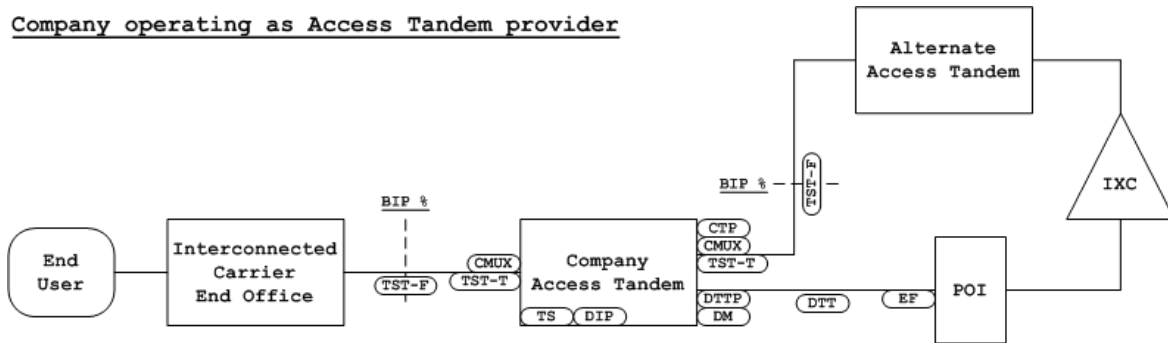 Company operating as Access Tandem provider
Alternate
Access Tandem
TST-F
BIP %
IXC
BIP %
End
User
Interconnected
Carrier
End Office
TST-F
CMUX
TST-T
Company
Access Tandem
TS
DIP
CTP
CMUX
TST-T
DTTP
DM
DTT
EF
POI